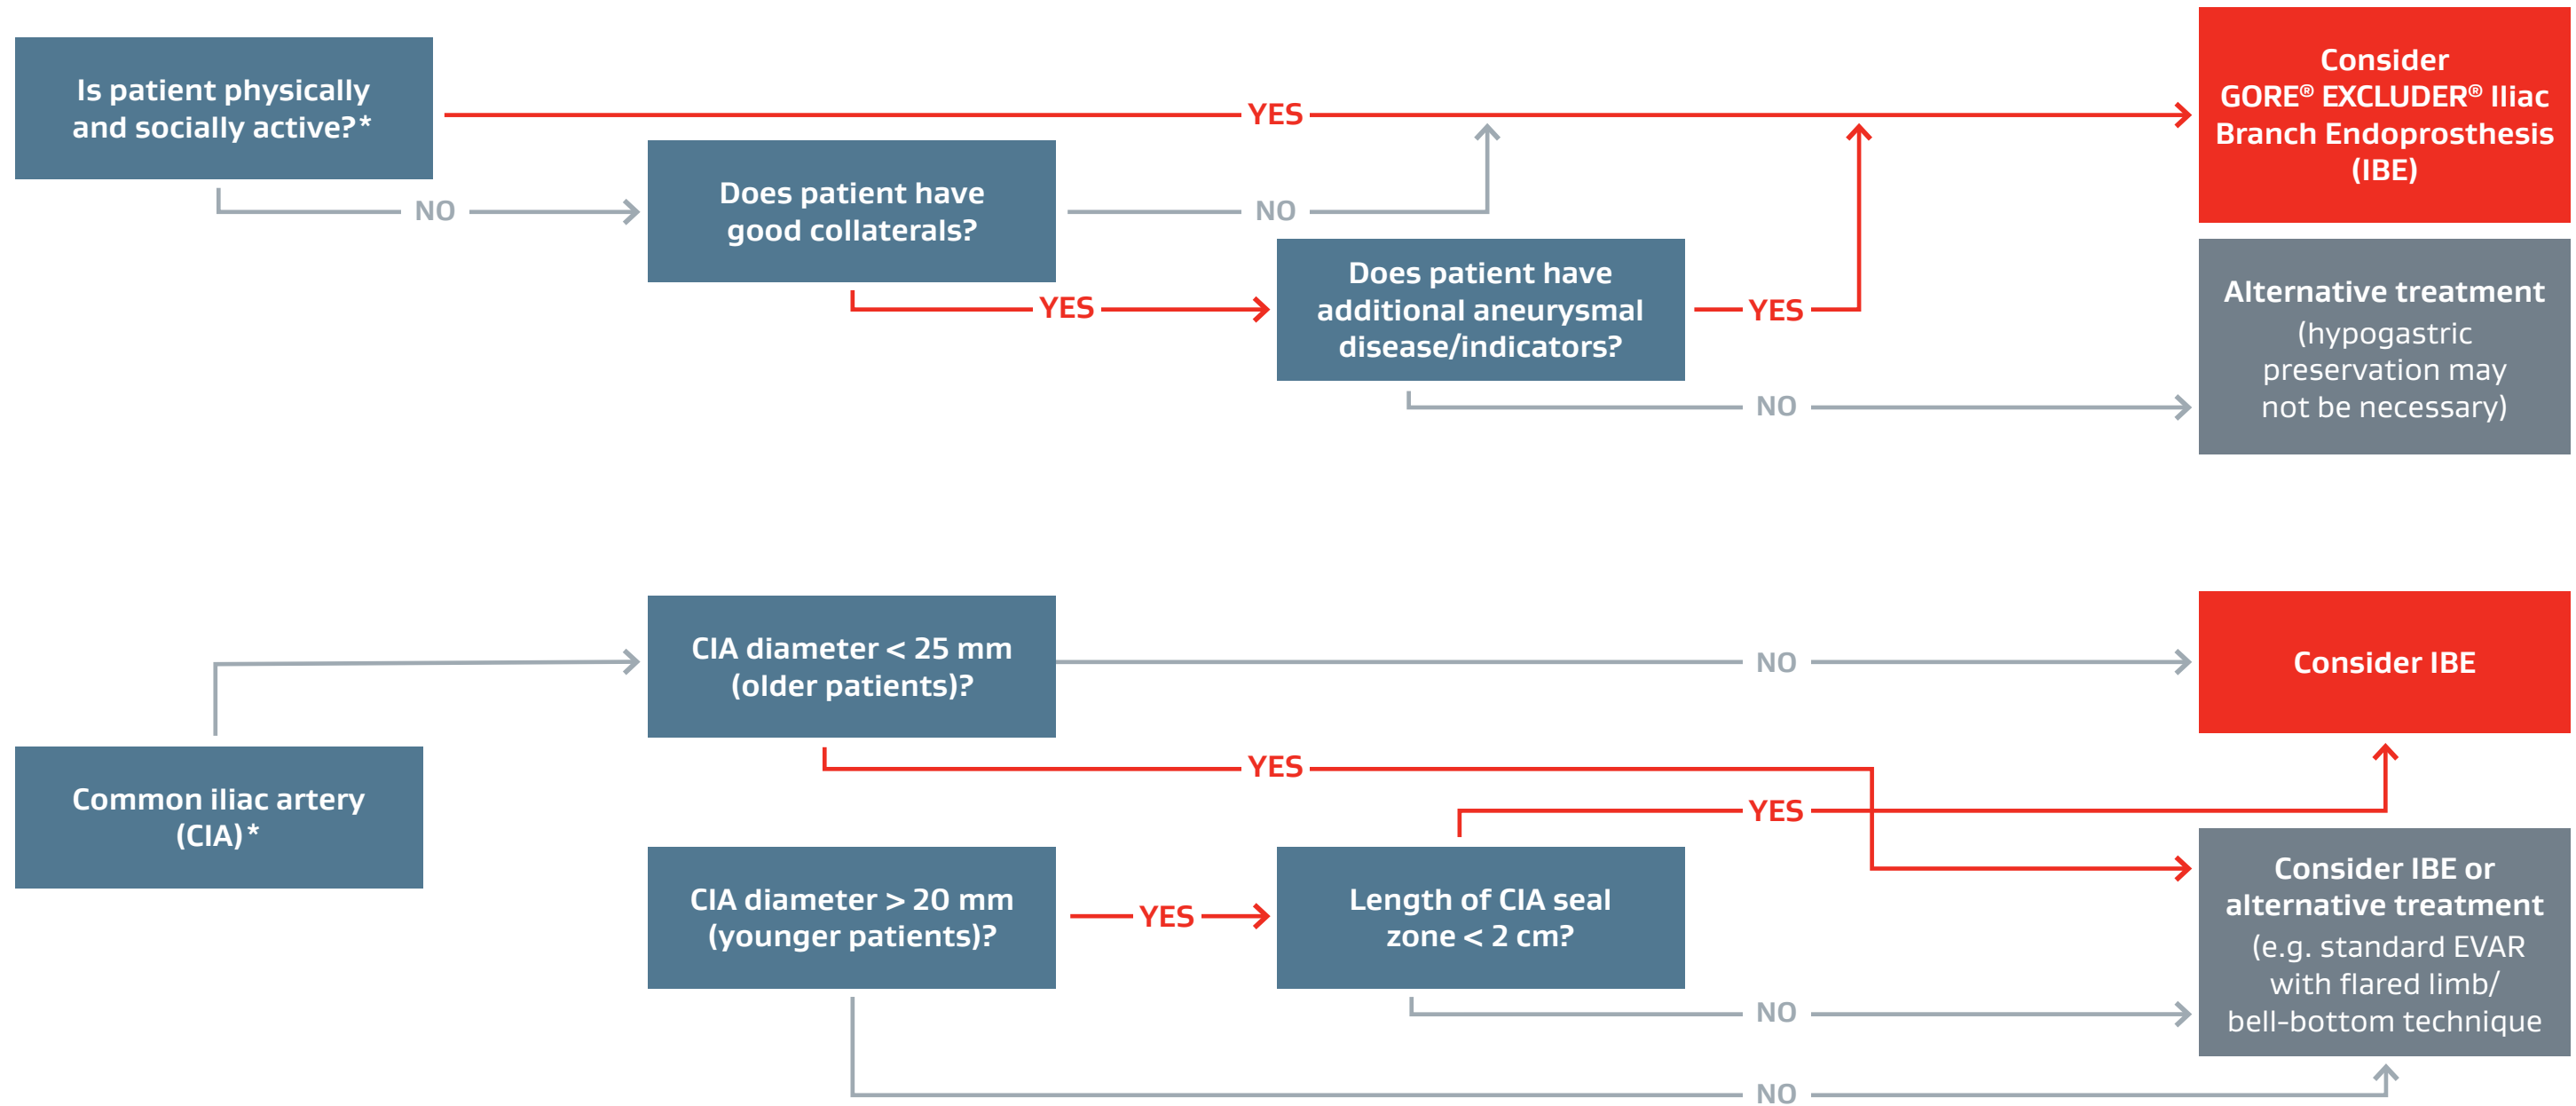 Is patient physically
and socially active?*
YES
Consider
GORE® EXCLUDER® Iliac
Branch Endoprosthesis
(IBE)
NO
Does patient have
good collaterals?
NO
YES
Does patient have
additional aneurysmal
disease/indicators?
YES
NO
Alternative treatment
(hypogastric
preservation may
not be necessary)
Common iliac artery
(CIA)*
CIA diameter < 25 mm
(older patients)?
NO
Consider IBE
YES
CIA diameter > 20 mm
(younger patients)?
YES
Length of CIA seal
zone < 2 cm?
YES
NO
NO
Consider IBE or
alternative treatment
(e.g. standard EVAR
with flared limb/
bell-bottom technique